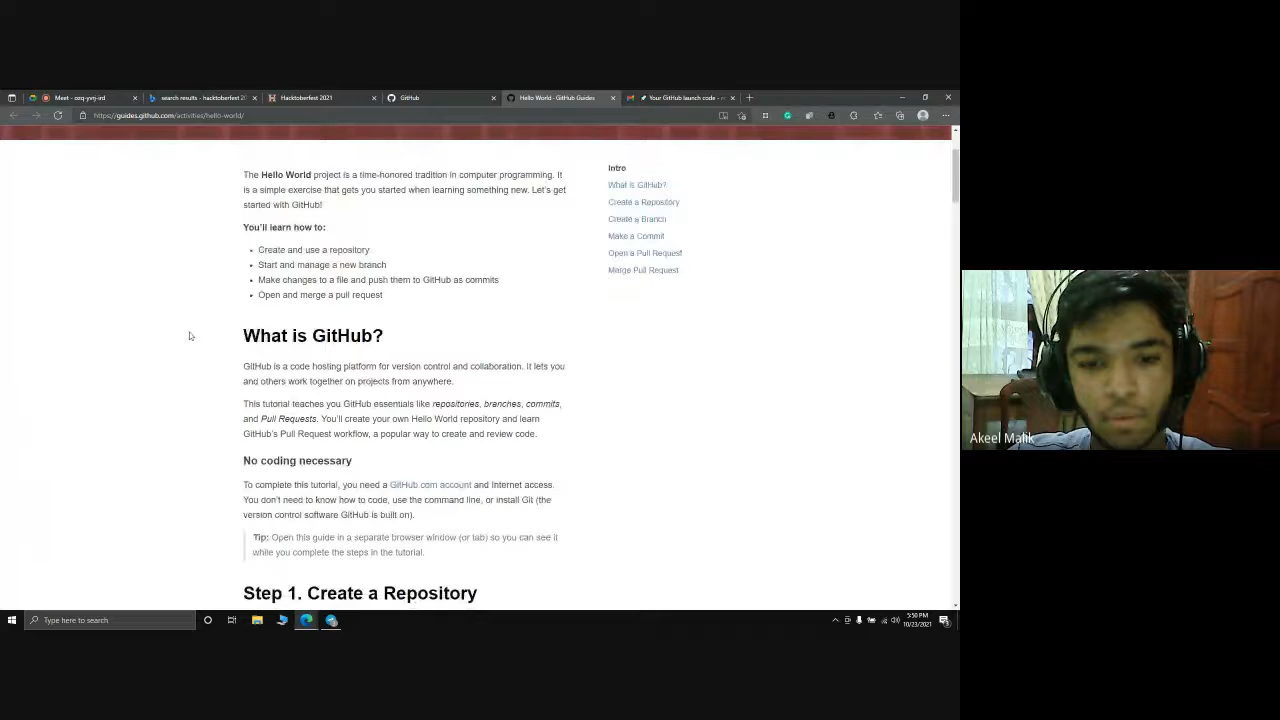 Meet - ozq-yvrj-ird
search results - hacktoberfest 20
Hacktoberfest 2021
GitHub
Hello World · GitHub Guides
Your GitHub launch code -
https://guides.github.com/activities/hello-world/
The Hello World project is a time-honored tradition in computer programming. It
is a simple exercise that gets you started when learning something new. Let's get
started with GitHub!
You'll learn how to:
Create and use a repository
Start and manage a new branch
Make changes to a file and push them to GitHub as commits
Open and merge a pull request
Intro
What is GitHub?
Create a Repository
Create a Branch
Make a Commit
Open a Pull Request
Merge Pull Request
What is GitHub?
GitHub is a code hosting platform for version control and collaboration. It lets you
and others work together on projects from anywhere.
This tutorial teaches you GitHub essentials like repositories, branches, commits,
and Pull Requests. You'll create your own Hello World repository and learn
GitHub's Pull Request workflow, a popular way to create and review code.
No coding necessary
To complete this tutorial, you need a GitHub.com account and Internet access.
You don't need to know how to code, use the command line, or install Git (the
version control software GitHub is built on).
Tip: Open this guide in a separate browser window (or tab) so you can see it
while you complete the steps in the tutorial.
Step 1. Create a Repository
Akeel Malik
Type here to search
5:50 PM
10/23/2021